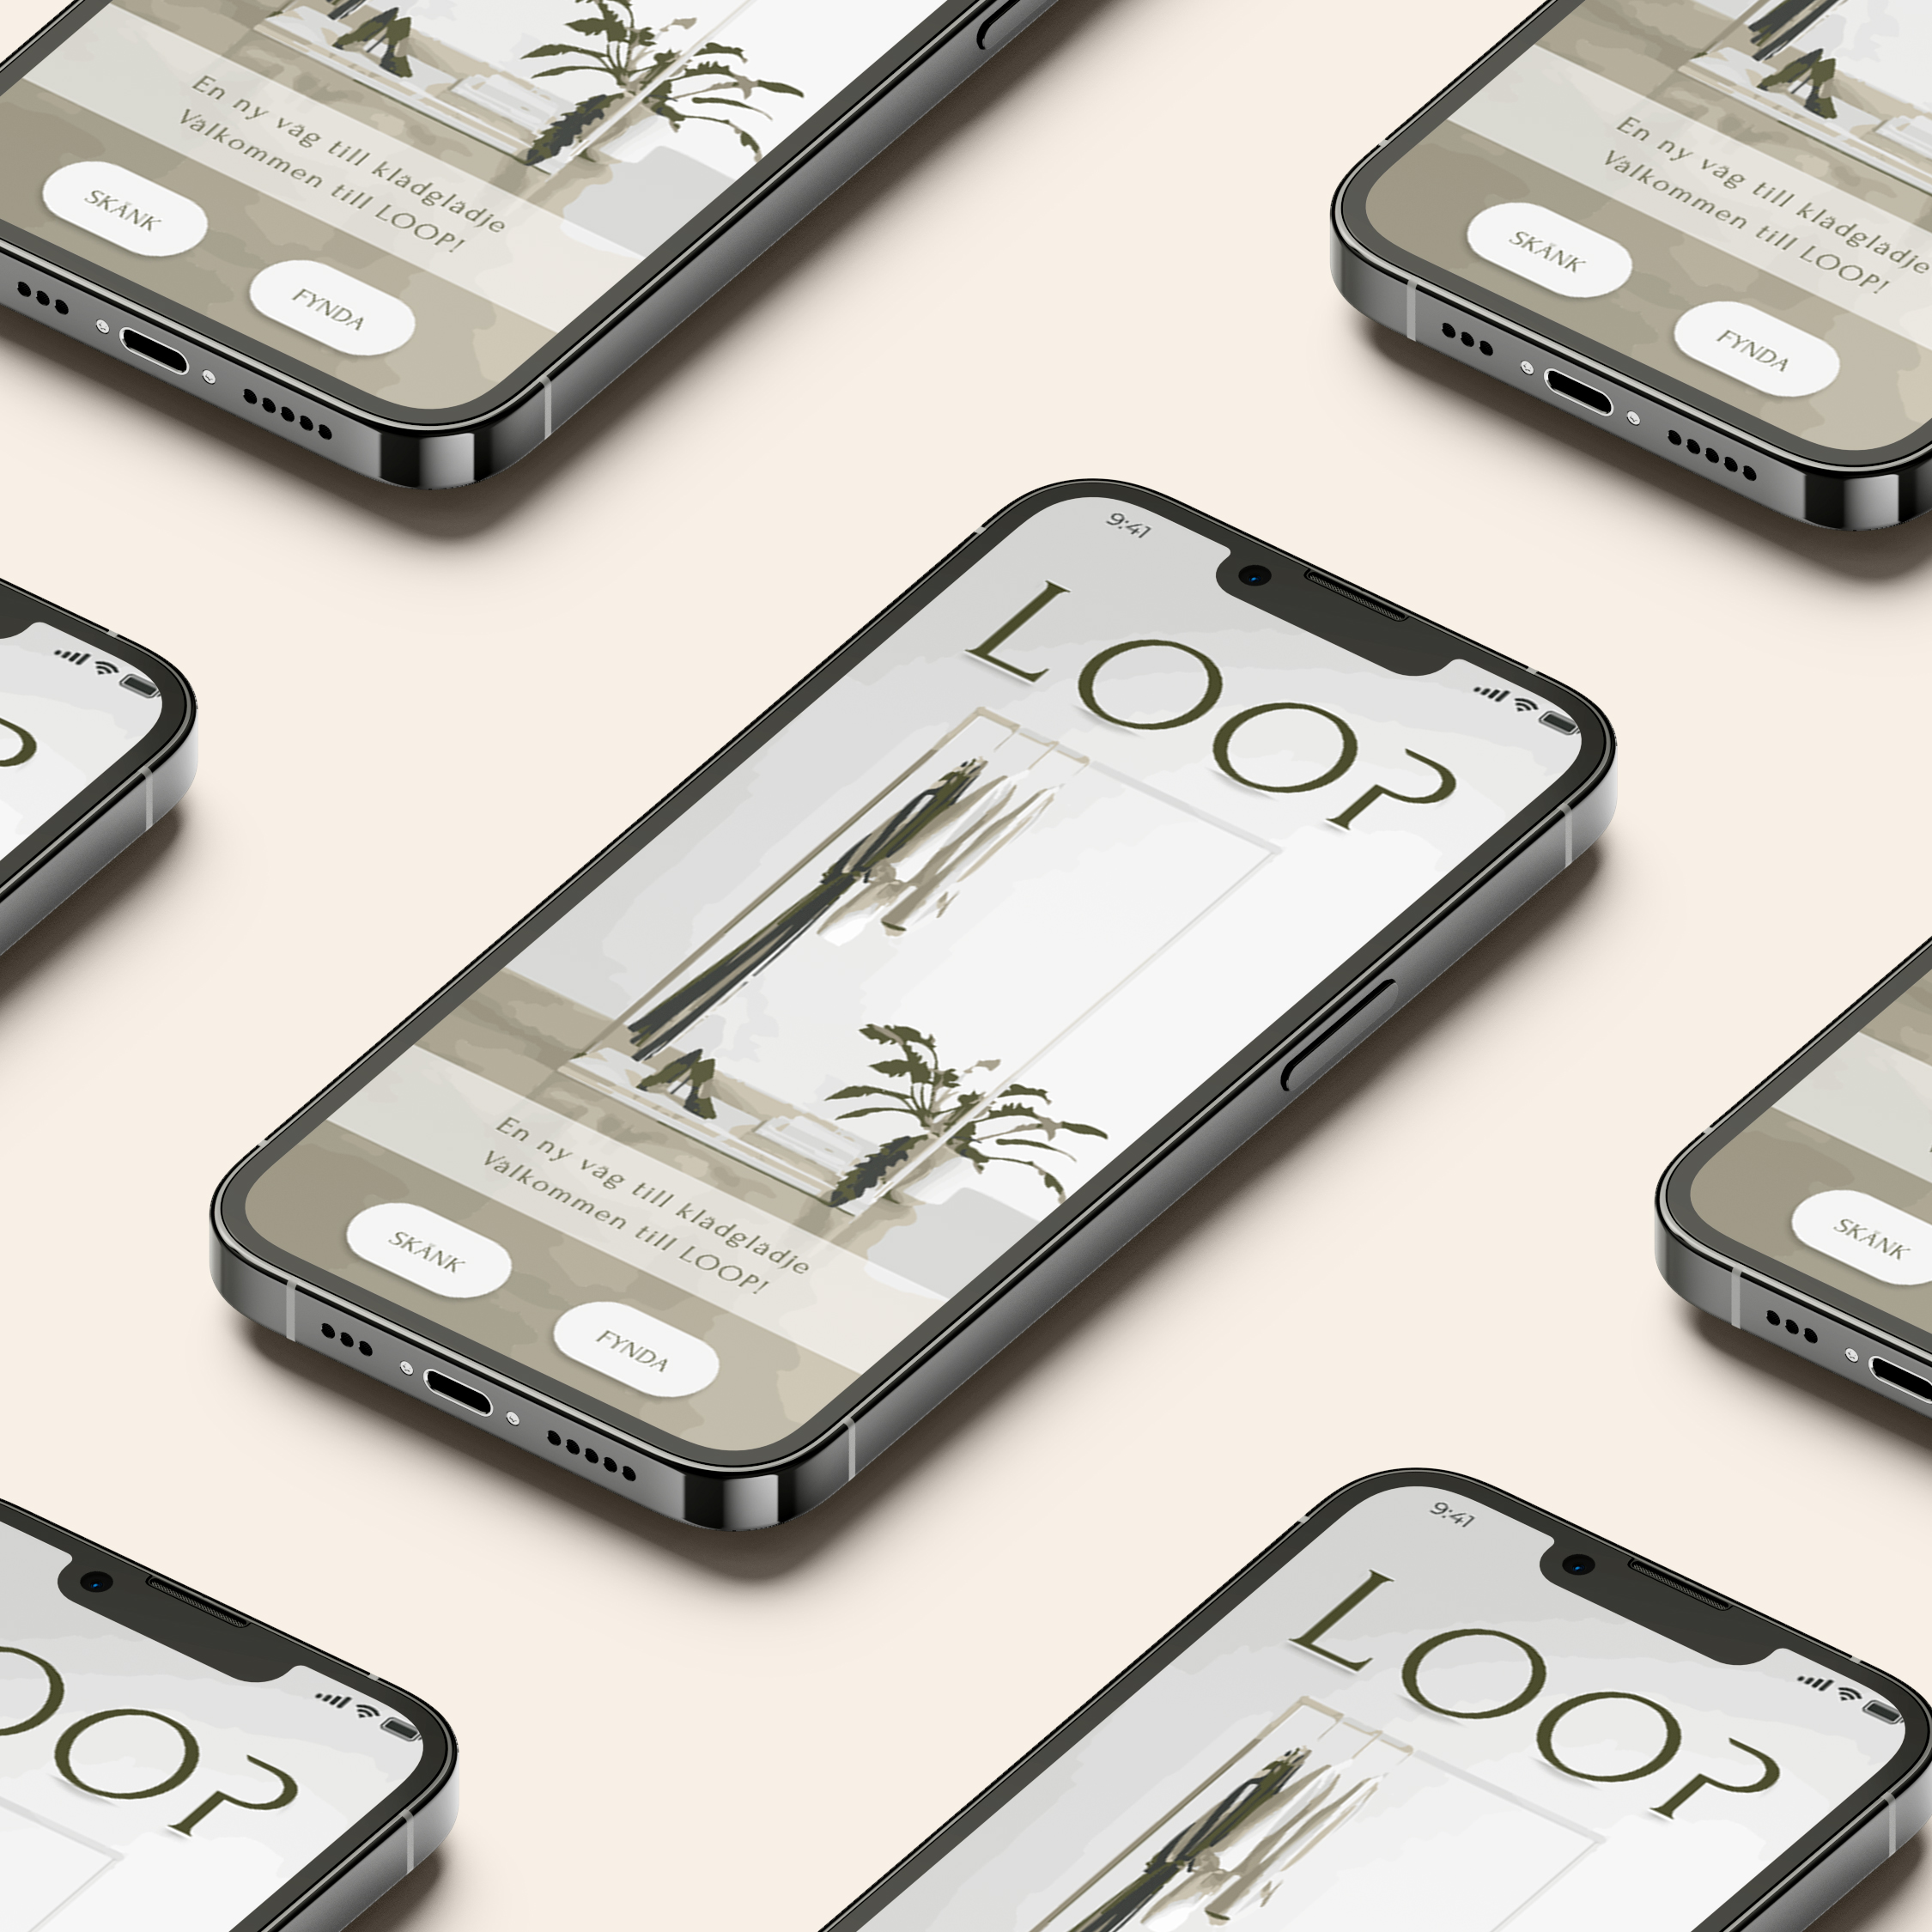 En ny väg till klädglädje
Välkommen till LOOP!
SKÄNK
FYNDA
En ny väg till klädglädje
Välkommen till LOOP!
SKÄNK
FYNDA
P
9:41
LOOP
En ny väg till klädglädje
Välkommen till LOOP!
SKÄNK
FYNDA
SKÄNK
OOP
9:41
LOOP